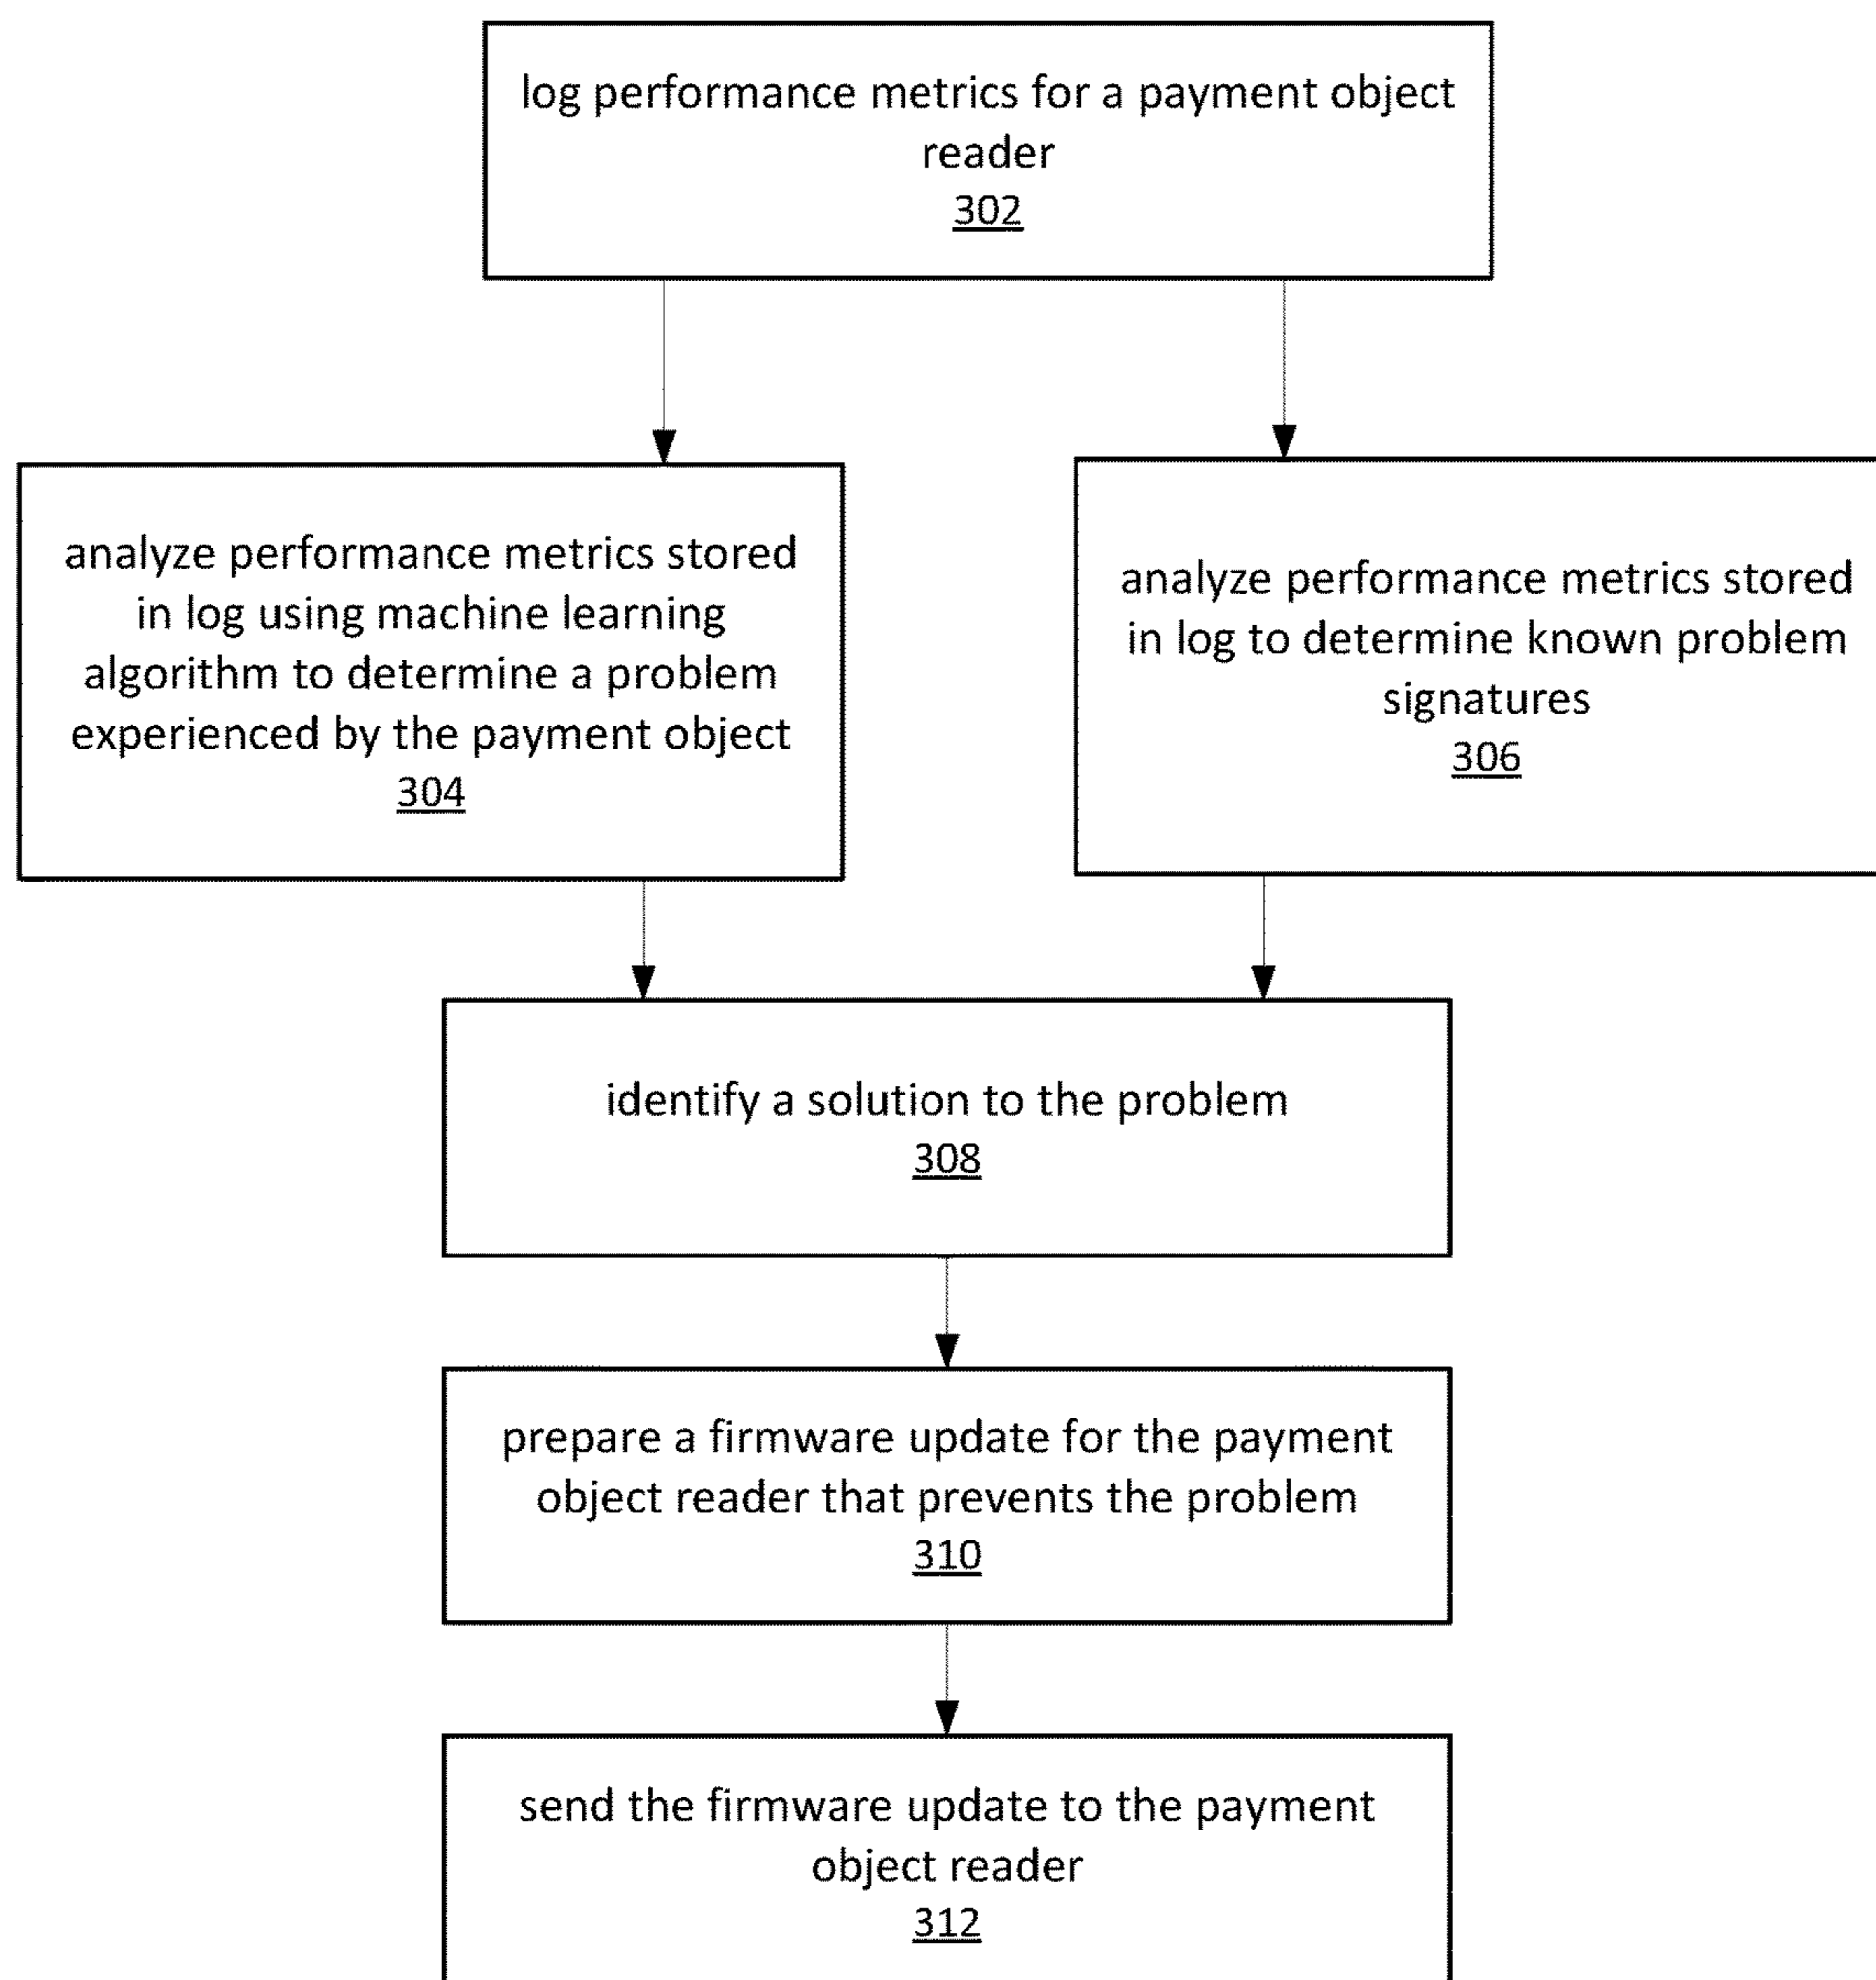 log performance metrics for a payment object
reader
302
analyze performance metrics stored
in log using machine learning
algorithm to determine a problem
experienced by the payment object
304
analyze performance metrics stored
in log to determine known problem
signatures
306
identify a solution to the problem
308
prepare a firmware update for the payment
object reader that prevents the problem
310
send the firmware update to the payment
object reader
312